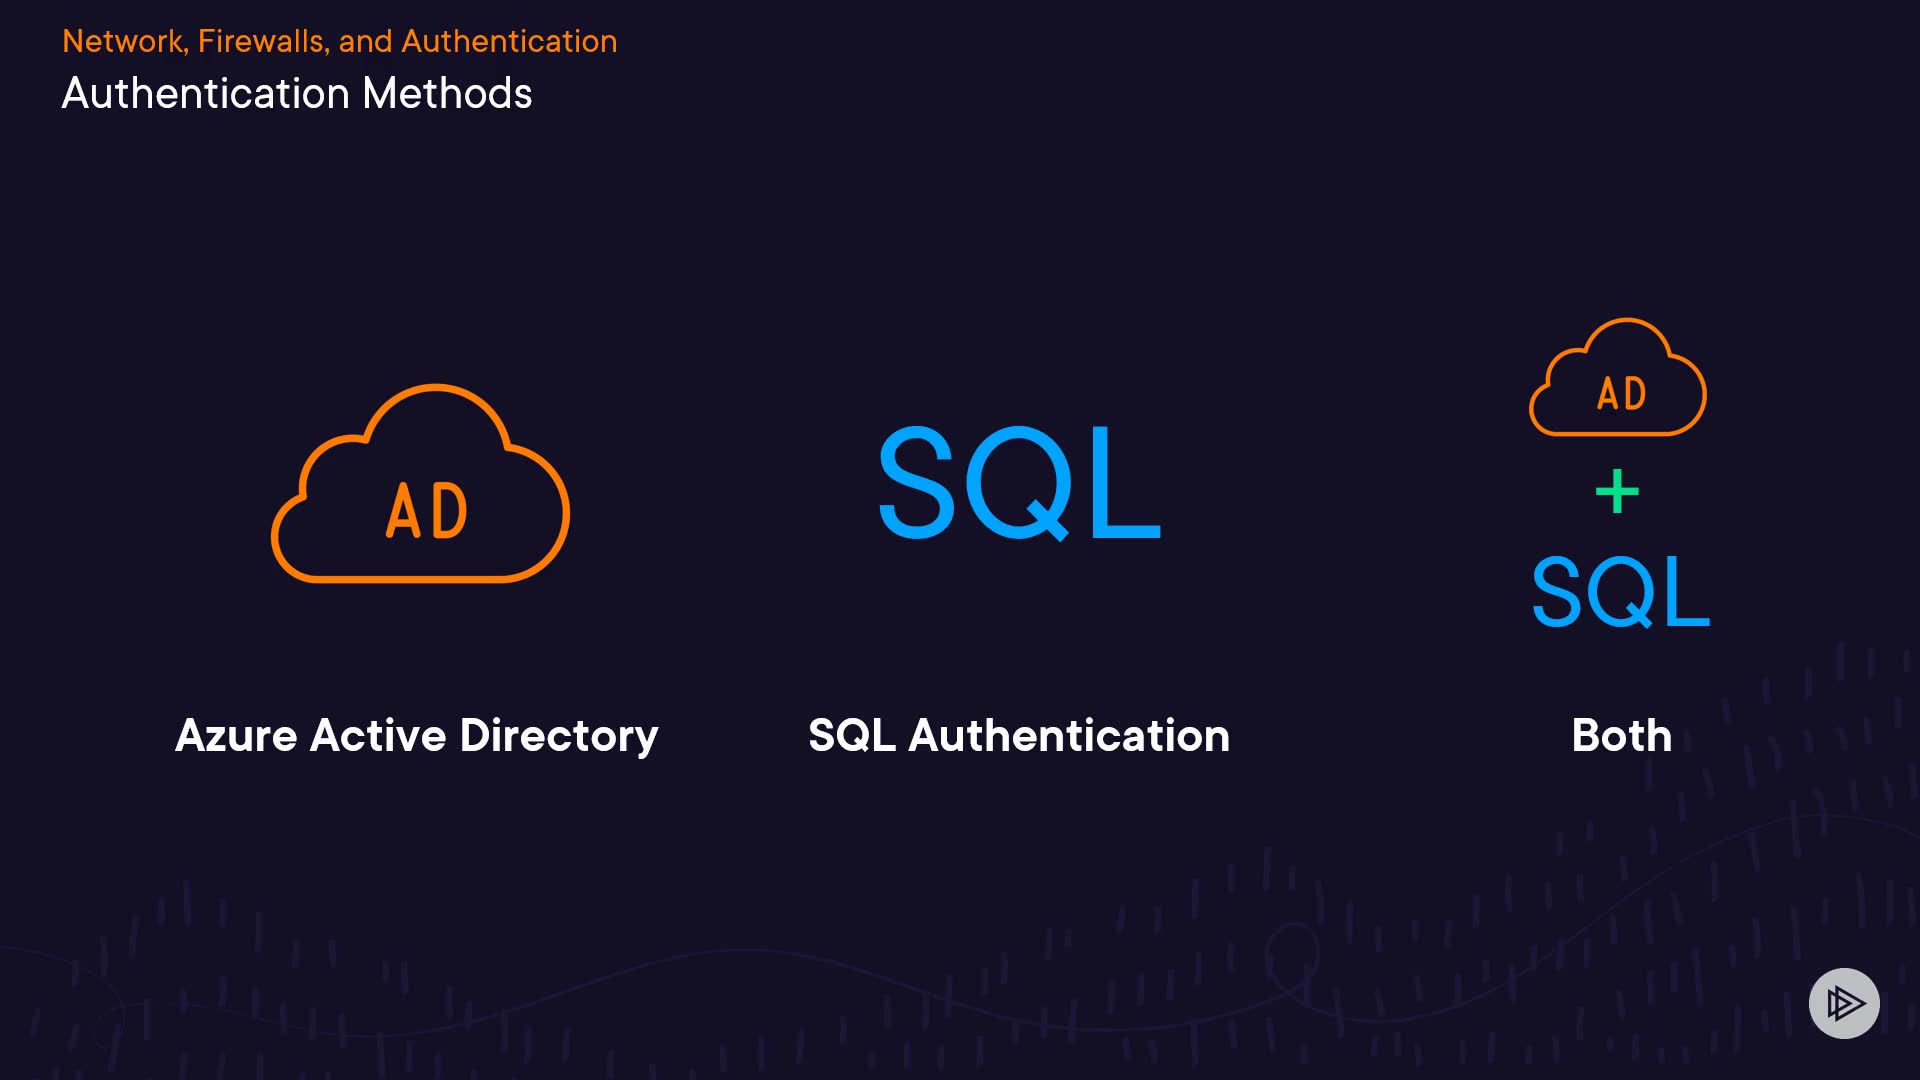 Network, Firewalls, and Authentication
Authentication Methods
AD
SQL
AD
+
SQL
Azure Active Directory
SQL Authentication
Both